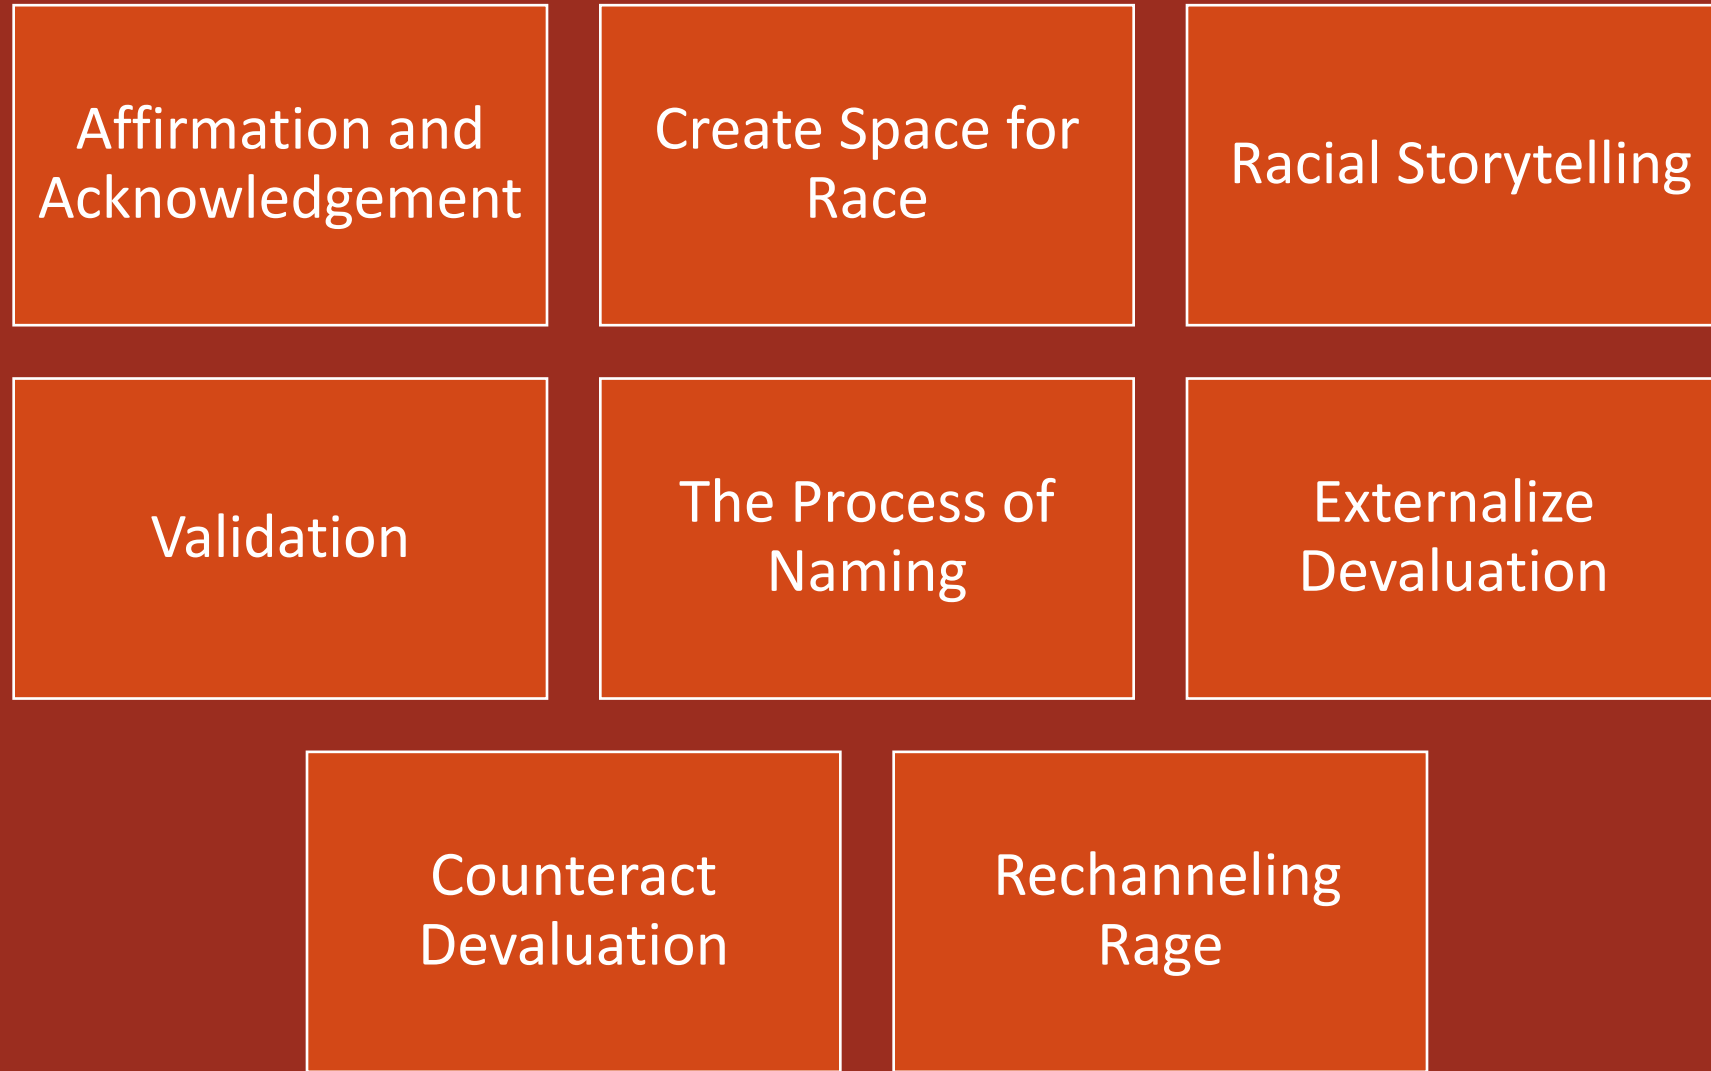 Affirmation and
Acknowledgement
Create Space for
Race
Racial Storytelling
Validation
The Process of
Naming
Externalize
Devaluation
Counteract
Devaluation
Rechanneling
Rage